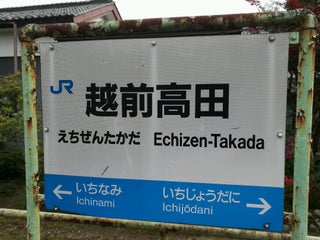 JR 越前高田
えちぜんたかだ Echizen-Takada
← いちなみ いちじょうだに →
Ichinami Ichijōdani